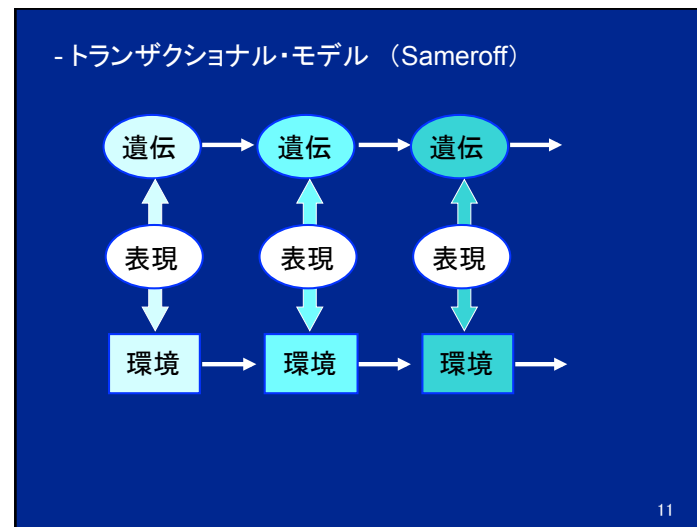 - トランザクショナル・モデル （Sameroff）
遺伝 遺伝 遺伝
表現 表現 表現
環境 環境 環境
11